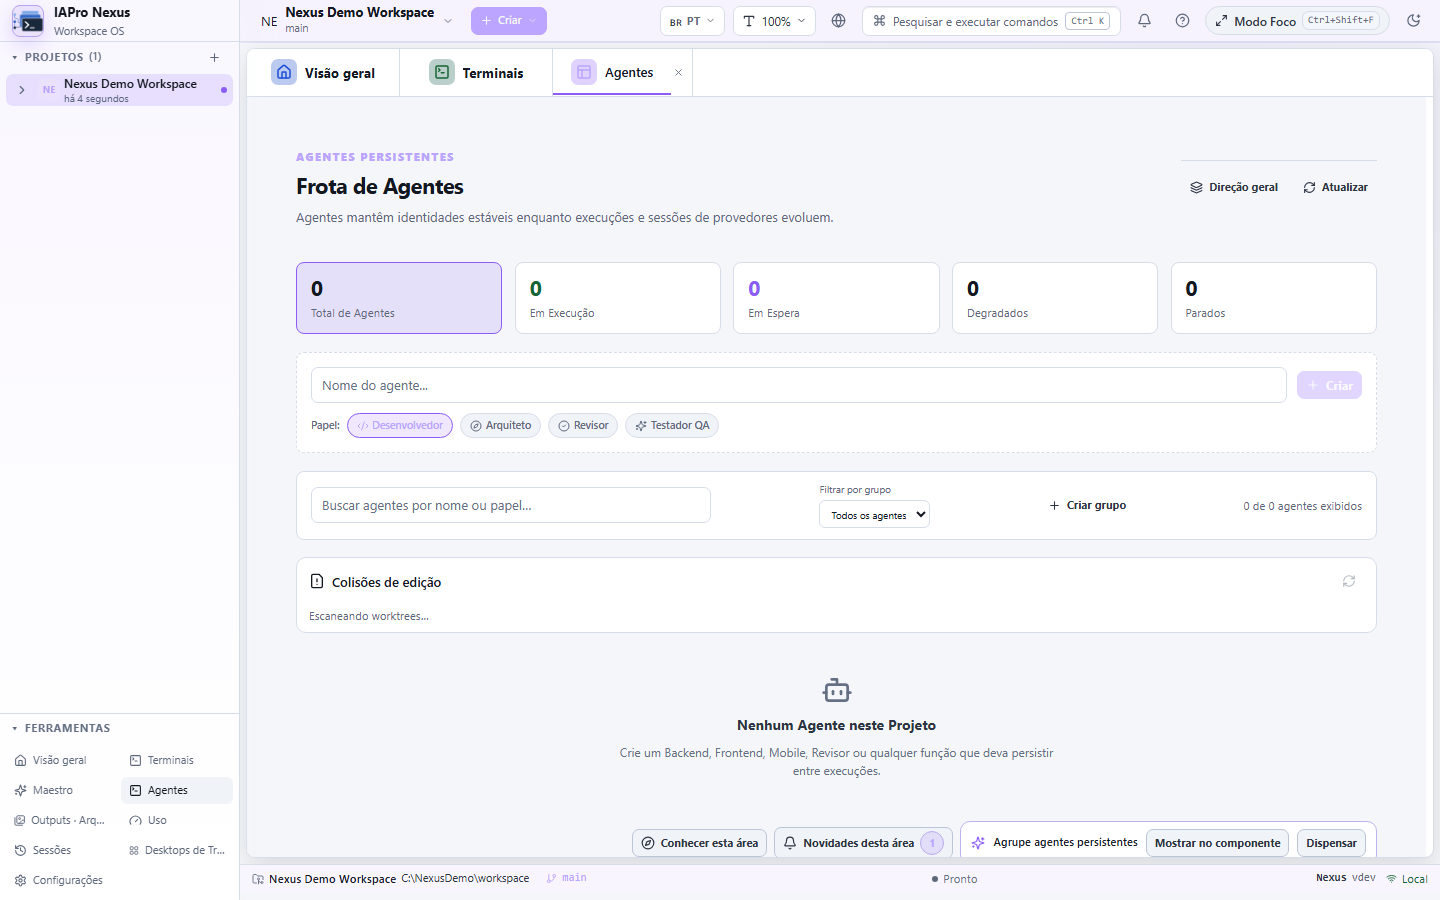 IAPro Nexus
Workspace OS
NE
Nexus Demo Workspace
main
Criar
BR PT
100%
Pesquisar e executar comandos
Ctrl K
Modo Foco
Ctrl+Shift+F
PROJETOS (1)
NE
Nexus Demo Workspace
há 4 segundos
Visão geral
Terminais
Agentes
AGENTES PERSISTENTES
Frota de Agentes
Agentes mantêm identidades estáveis enquanto execuções e sessões de provedores evoluem.
Direção geral
Atualizar
0
Total de Agentes
0
Em Execução
0
Em Espera
0
Degradados
0
Parados
Nome do agente...
Criar
Papel:
Desenvolvedor
Arquiteto
Revisor
Testador QA
Buscar agentes por nome ou papel...
Filtrar por grupo
Todos os agentes
Criar grupo
0 de 0 agentes exibidos
Colisões de edição
Escaneando worktrees...
Nenhum Agente neste Projeto
Crie um Backend, Frontend, Mobile, Revisor ou qualquer função que deva persistir
entre execuções.
Conhecer esta área
Novidades desta área
1
Agrupe agentes persistentes
Mostrar no componente
Dispensar
FERRAMENTAS
Visão geral
Terminais
Maestro
Agentes
Outputs · Arq...
Uso
Sessões
Desktops de Tr...
Configurações
Nexus Demo Workspace
C:\NexusDemo\workspace
main
Pronto
Nexus vdev
Local